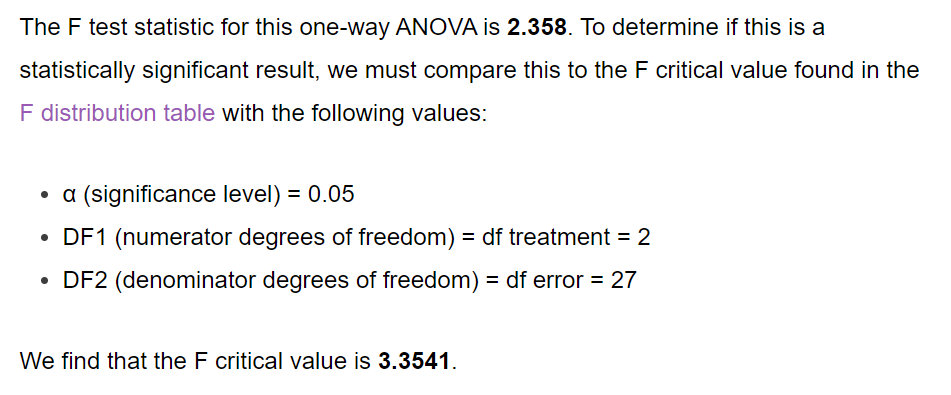 The F test statistic for this one-way ANOVA is 2.358. To determine if this is a
statistically significant result, we must compare this to the F critical value found in the
F distribution table with the following values:
• α (significance level) = 0.05
• DF1 (numerator degrees of freedom) = df treatment = 2
• DF2 (denominator degrees of freedom) = df error = 27
We find that the F critical value is 3.3541.